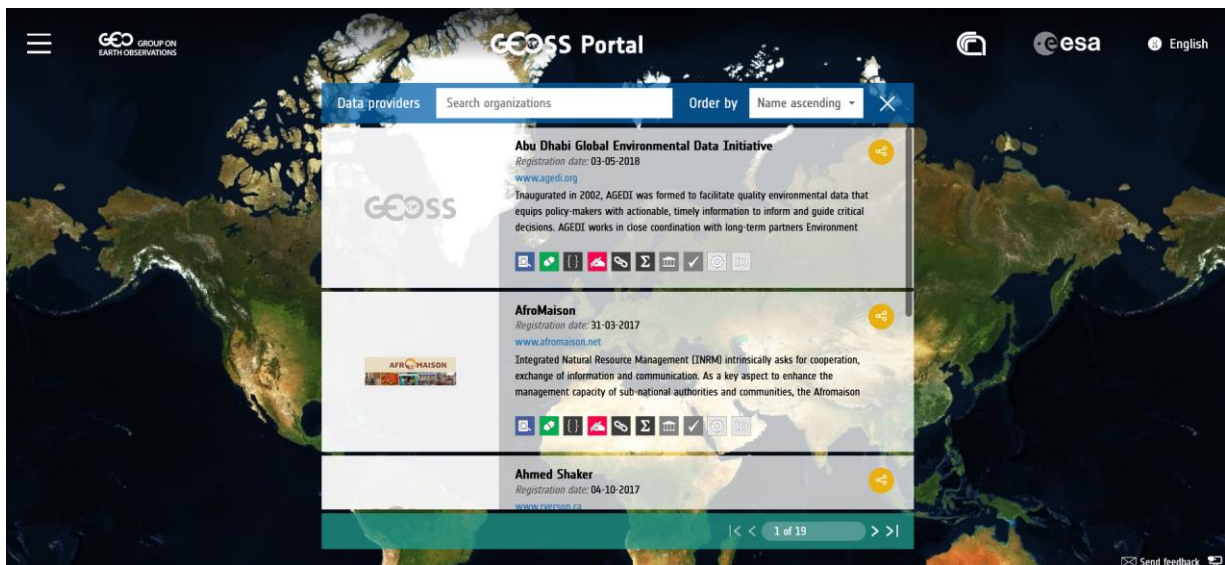 GEO GROUP ON
EARTH OBSERVATIONS
GEOSS Portal
esa
English
Data providers
Search organizations
Order by
Name ascending
GEOSS
Abu Dhabi Global Environmental Data Initiative
Registration date: 03-05-2018
www.agedi.org
Inaugurated in 2002, AGEDI was formed to facilitate quality environmental data that
equips policy-makers with actionable, timely information to inform and guide critical
decisions. AGEDI works in close coordination with long-term partners Environment
AFROMAISON
AfroMaison
Registration date: 31-03-2017
www.afromaison.net
Integrated Natural Resource Management (INRM) intrinsically asks for cooperation,
exchange of information and communication. As a key aspect to enhance the
management capacity of sub-national authorities and communities, the Afromaison
Ahmed Shaker
Registration date: 04-10-2017
www.ryerson.ca
1 of 19
Send feedback